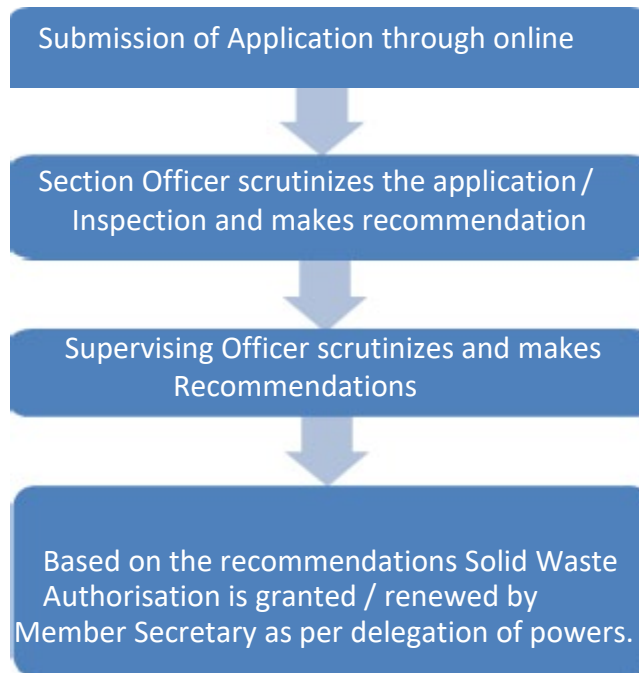 Submission of Application through online
Section Officer scrutinizes the application /
Inspection and makes recommendation
Supervising Officer scrutinizes and makes
Recommendations
Based on the recommendations Solid Waste
Authorisation is granted / renewed by
Member Secretary as per delegation of powers.